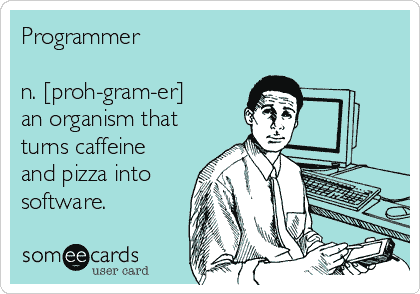 Programmer
n. [proh-gram-er]
an organism that
turns caffeine
and pizza into
software.
someecards
user card